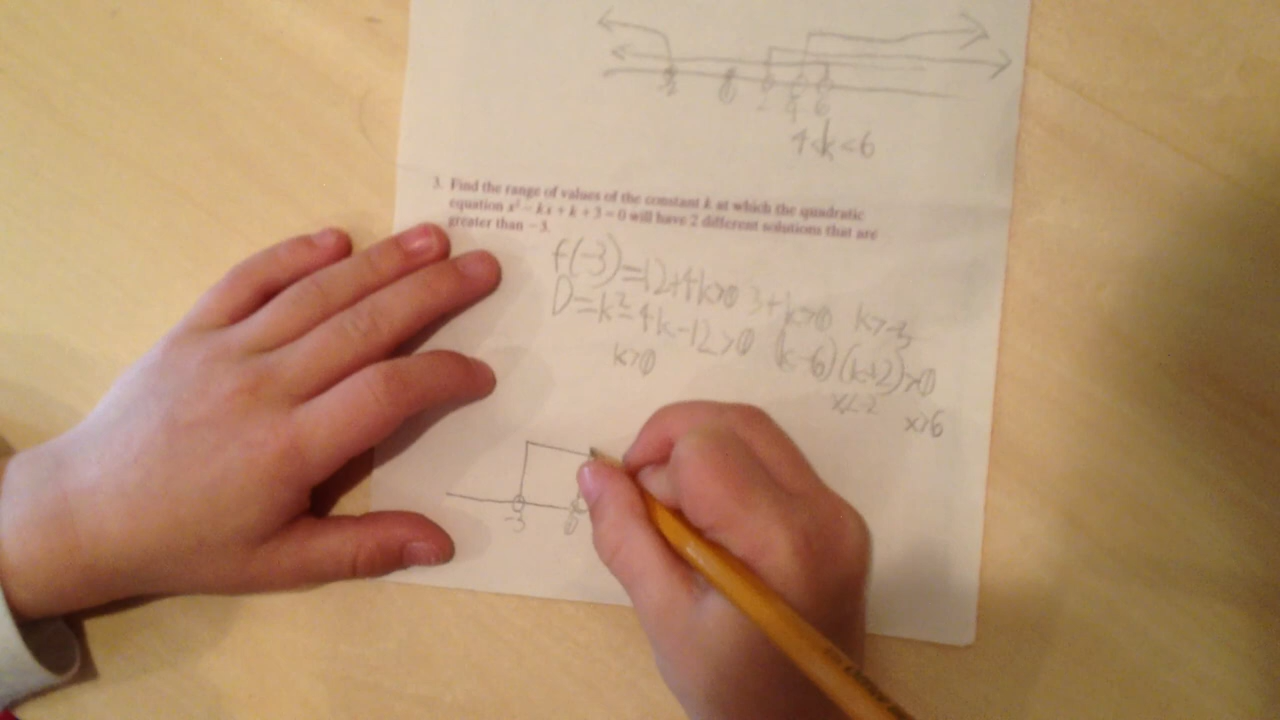 2 4 6
4<k<6
3. Find the range of values of the constant k at which the quadratic
equation x² - kx + k + 3 = 0 will have 2 different solutions that are
greater than -3.
f(-3)=12+4k>0 3+k>0 k>-3
D=k²-4k-12>0 (k-6)(k+2)>0
k>0 x<-2 x>6
-3 0